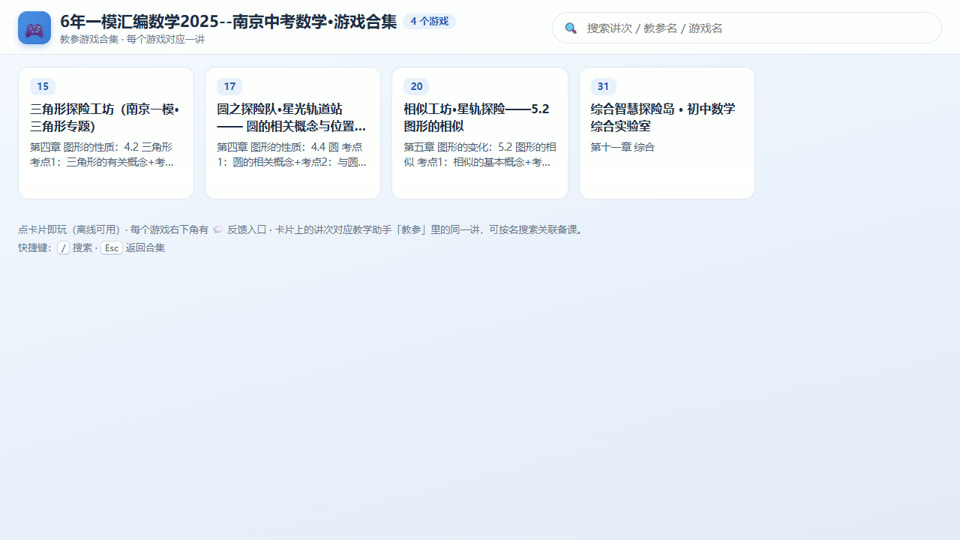 6年一模汇编数学2025--南京中考数学·游戏合集 4 个游戏
教参游戏合集 · 每个游戏对应一讲
搜索讲次 / 教参名 / 游戏名
15
三角形探险工坊（南京一模·
三角形专题）
第四章 图形的性质：4.2 三角形
考点1：三角形的有关概念+考...
17
圆之探险队·星光轨道站
—— 圆的相关概念与位置...
第四章 图形的性质：4.4 圆 考点
1：圆的相关概念+考点2：与圆...
20
相似工坊·星轨探险——5.2
图形的相似
第五章 图形的变化：5.2 图形的相
似 考点1：相似的基本概念+考...
31
综合智慧探险岛·初中数学
综合实验室
第十一章 综合
点卡片即玩（离线可用）· 每个游戏右下角有 💬 反馈入口 · 卡片上的讲次对应教学助手「教参」里的同一讲，可按名搜索关联备课。
快捷键：/ 搜索 · Esc 返回合集